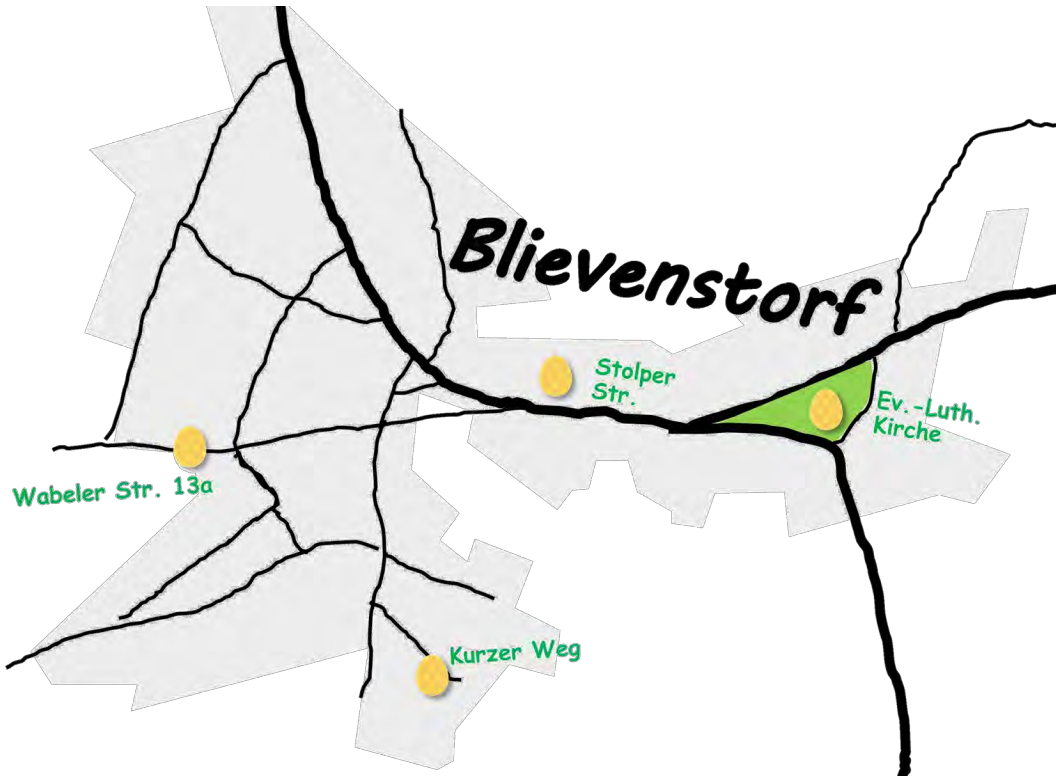 Blievenstorf
Stolper
Str.
Ev.-Luth.
Kirche
Wabeler Str. 13a
Kurzer Weg